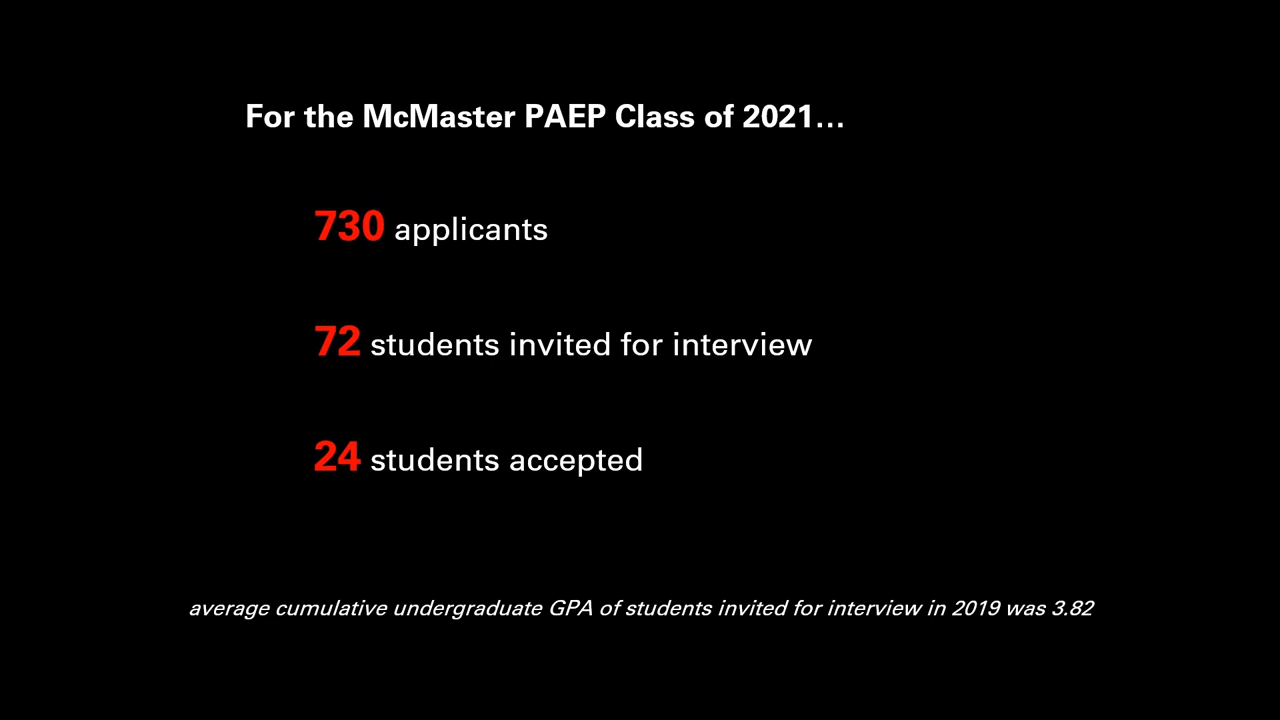 For the McMaster PAEP Class of 2021...
730 applicants
72 students invited for interview
24 students accepted
average cumulative undergraduate GPA of students invited for interview in 2019 was 3.82